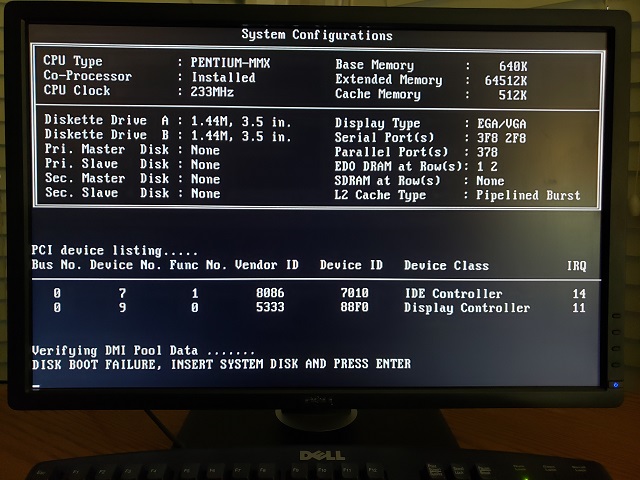 System Configurations
CPU Type : PENTIUM-MMX Base Memory : 640K
Co-Processor : Installed Extended Memory : 64512K
CPU Clock : 233MHz Cache Memory : 512K
Diskette Drive A : 1.44M, 3.5 in. Display Type : EGA/VGA
Diskette Drive B : 1.44M, 3.5 in. Serial Port(s) : 3F8 2F8
Pri. Master Disk : None Parallel Port(s) : 378
Pri. Slave Disk : None EDO DRAM at Row(s): 1 2
Sec. Master Disk : None SDRAM at Row(s) : None
Sec. Slave Disk : None L2 Cache Type : Pipelined Burst
PCI device listing.....
Bus No. Device No. Func No. Vendor ID Device ID Device Class IRQ
0 7 1 8086 7010 IDE Controller 14
0 9 0 5333 88F0 Display Controller 11
Verifying DMI Pool Data .......
DISK BOOT FAILURE, INSERT SYSTEM DISK AND PRESS ENTER
DELL